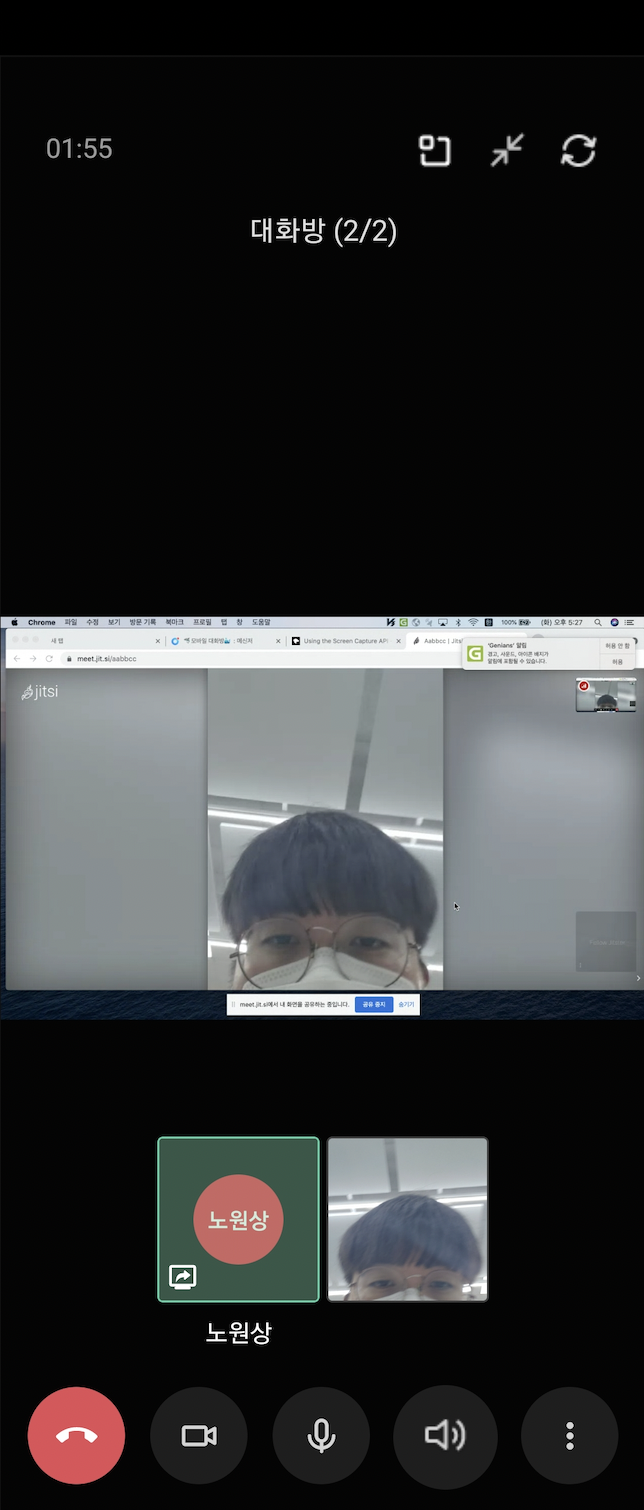 01:55
대화방 (2/2)
Chrome 파일 수정 보기 방문 기록 북마크 프로필 탭 창 도움말 100% (화) 오후 5:27
새 탭
모바일 대화방 : 메신저
Using the Screen Capture API
Aabbcc | Jitsi
meet.jit.si/aabbcc
'Genians' 알림
경고, 사운드, 아이콘 배지가
알림에 포함될 수 있습니다.
허용 안 함
허용
jitsi
meet.jit.si에서 내 화면을 공유하는 중입니다. 공유 중지 숨기기
노원상
노원상